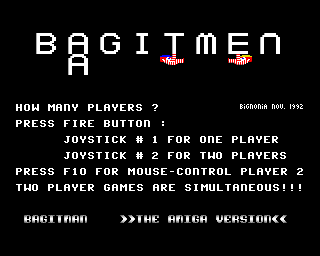 BAGITMEN
A
HOW MANY PLAYERS ?
BIGNONIA NOV. 1992
PRESS FIRE BUTTON :
JOYSTICK # 1 FOR ONE PLAYER
JOYSTICK # 2 FOR TWO PLAYERS
PRESS F10 FOR MOUSE-CONTROL PLAYER 2
TWO PLAYER GAMES ARE SIMULTANEOUS!!!
BAGITMAN >>THE AMIGA VERSION<<